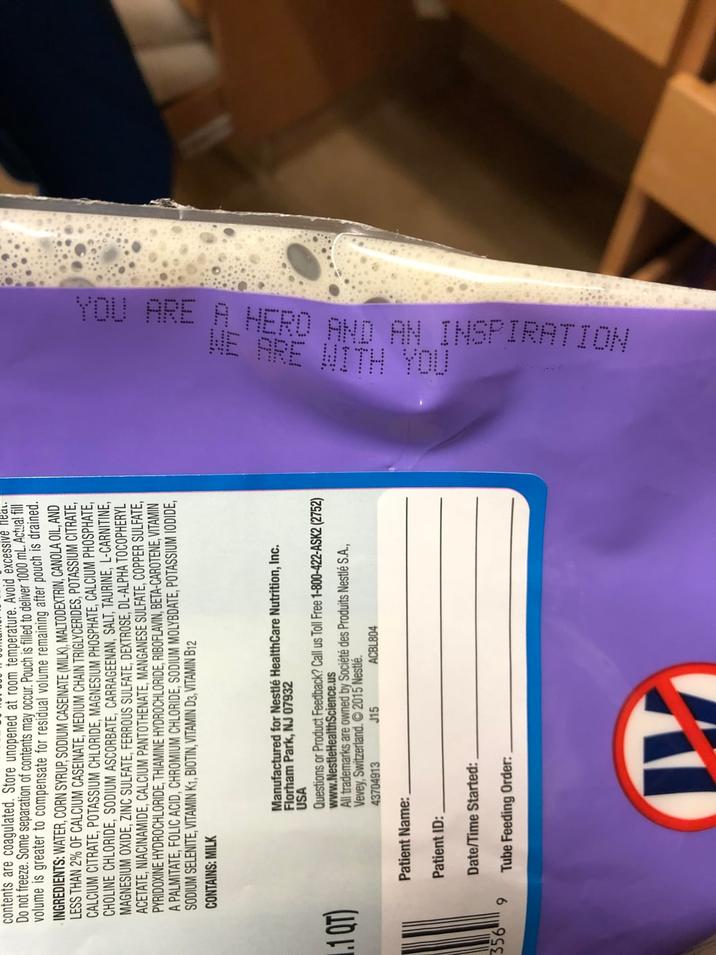 contents are coagulated. Store unopened at room temperature. Avoid excessive heat.
Do not freeze. Some separation of contents may occur. Pouch is filled to deliver 1000 mL. Actual fill
volume is greater to compensate for residual volume remaining after pouch is drained.
INGREDIENTS: WATER, CORN SYRUP, SODIUM CASEINATE (MILK), MALTODEXTRIN, CANOLA OIL, AND
LESS THAN 2% OF CALCIUM CASEINATE, MEDIUM CHAIN TRIGLYCERIDES, POTASSIUM CITRATE,
CALCIUM CITRATE, POTASSIUM CHLORIDE, MAGNESIUM PHOSPHATE, CALCIUM PHOSPHATE,
CHOLINE CHLORIDE, SODIUM ASCORBATE, CARRAGEENAN, SALT, TAURINE, L-CARNITINE,
MAGNESIUM OXIDE, ZINC SULFATE, FERROUS SULFATE, DEXTROSE, DL-ALPHA TOCOPHERYL
ACETATE, NIACINAMIDE, CALCIUM PANTOTHENATE, MANGANESE SULFATE, COPPER SULFATE,
PYRIDOXINE HYDROCHLORIDE, THIAMINE HYDROCHLORIDE, RIBOFLAVIN, BETA-CAROTENE, VITAMIN
A PALMITATE, FOLIC ACID, CHROMIUM CHLORIDE, SODIUM MOLYBDATE, POTASSIUM IODIDE,
SODIUM SELENITE, VITAMIN K1, BIOTIN, VITAMIN D3, VITAMIN B12
CONTAINS: MILK
Manufactured for Nestlé HealthCare Nutrition, Inc.
Florham Park, NJ 07932
USA
Questions or Product Feedback? Call us Toll Free 1-800-422-ASK2 (2752)
www.NestleHealthScience.us
All trademarks are owned by Société des Produits Nestlé S.A.,
Vevey, Switzerland. © 2015 Nestlé.
43704913 J15 ACBL804
.1 QT)
Patient Name:
Patient ID:
Date/Time Started:
Tube Feeding Order:
356 9
IV
YOU ARE A HERO AND AN INSPIRATION
WE ARE WITH YOU